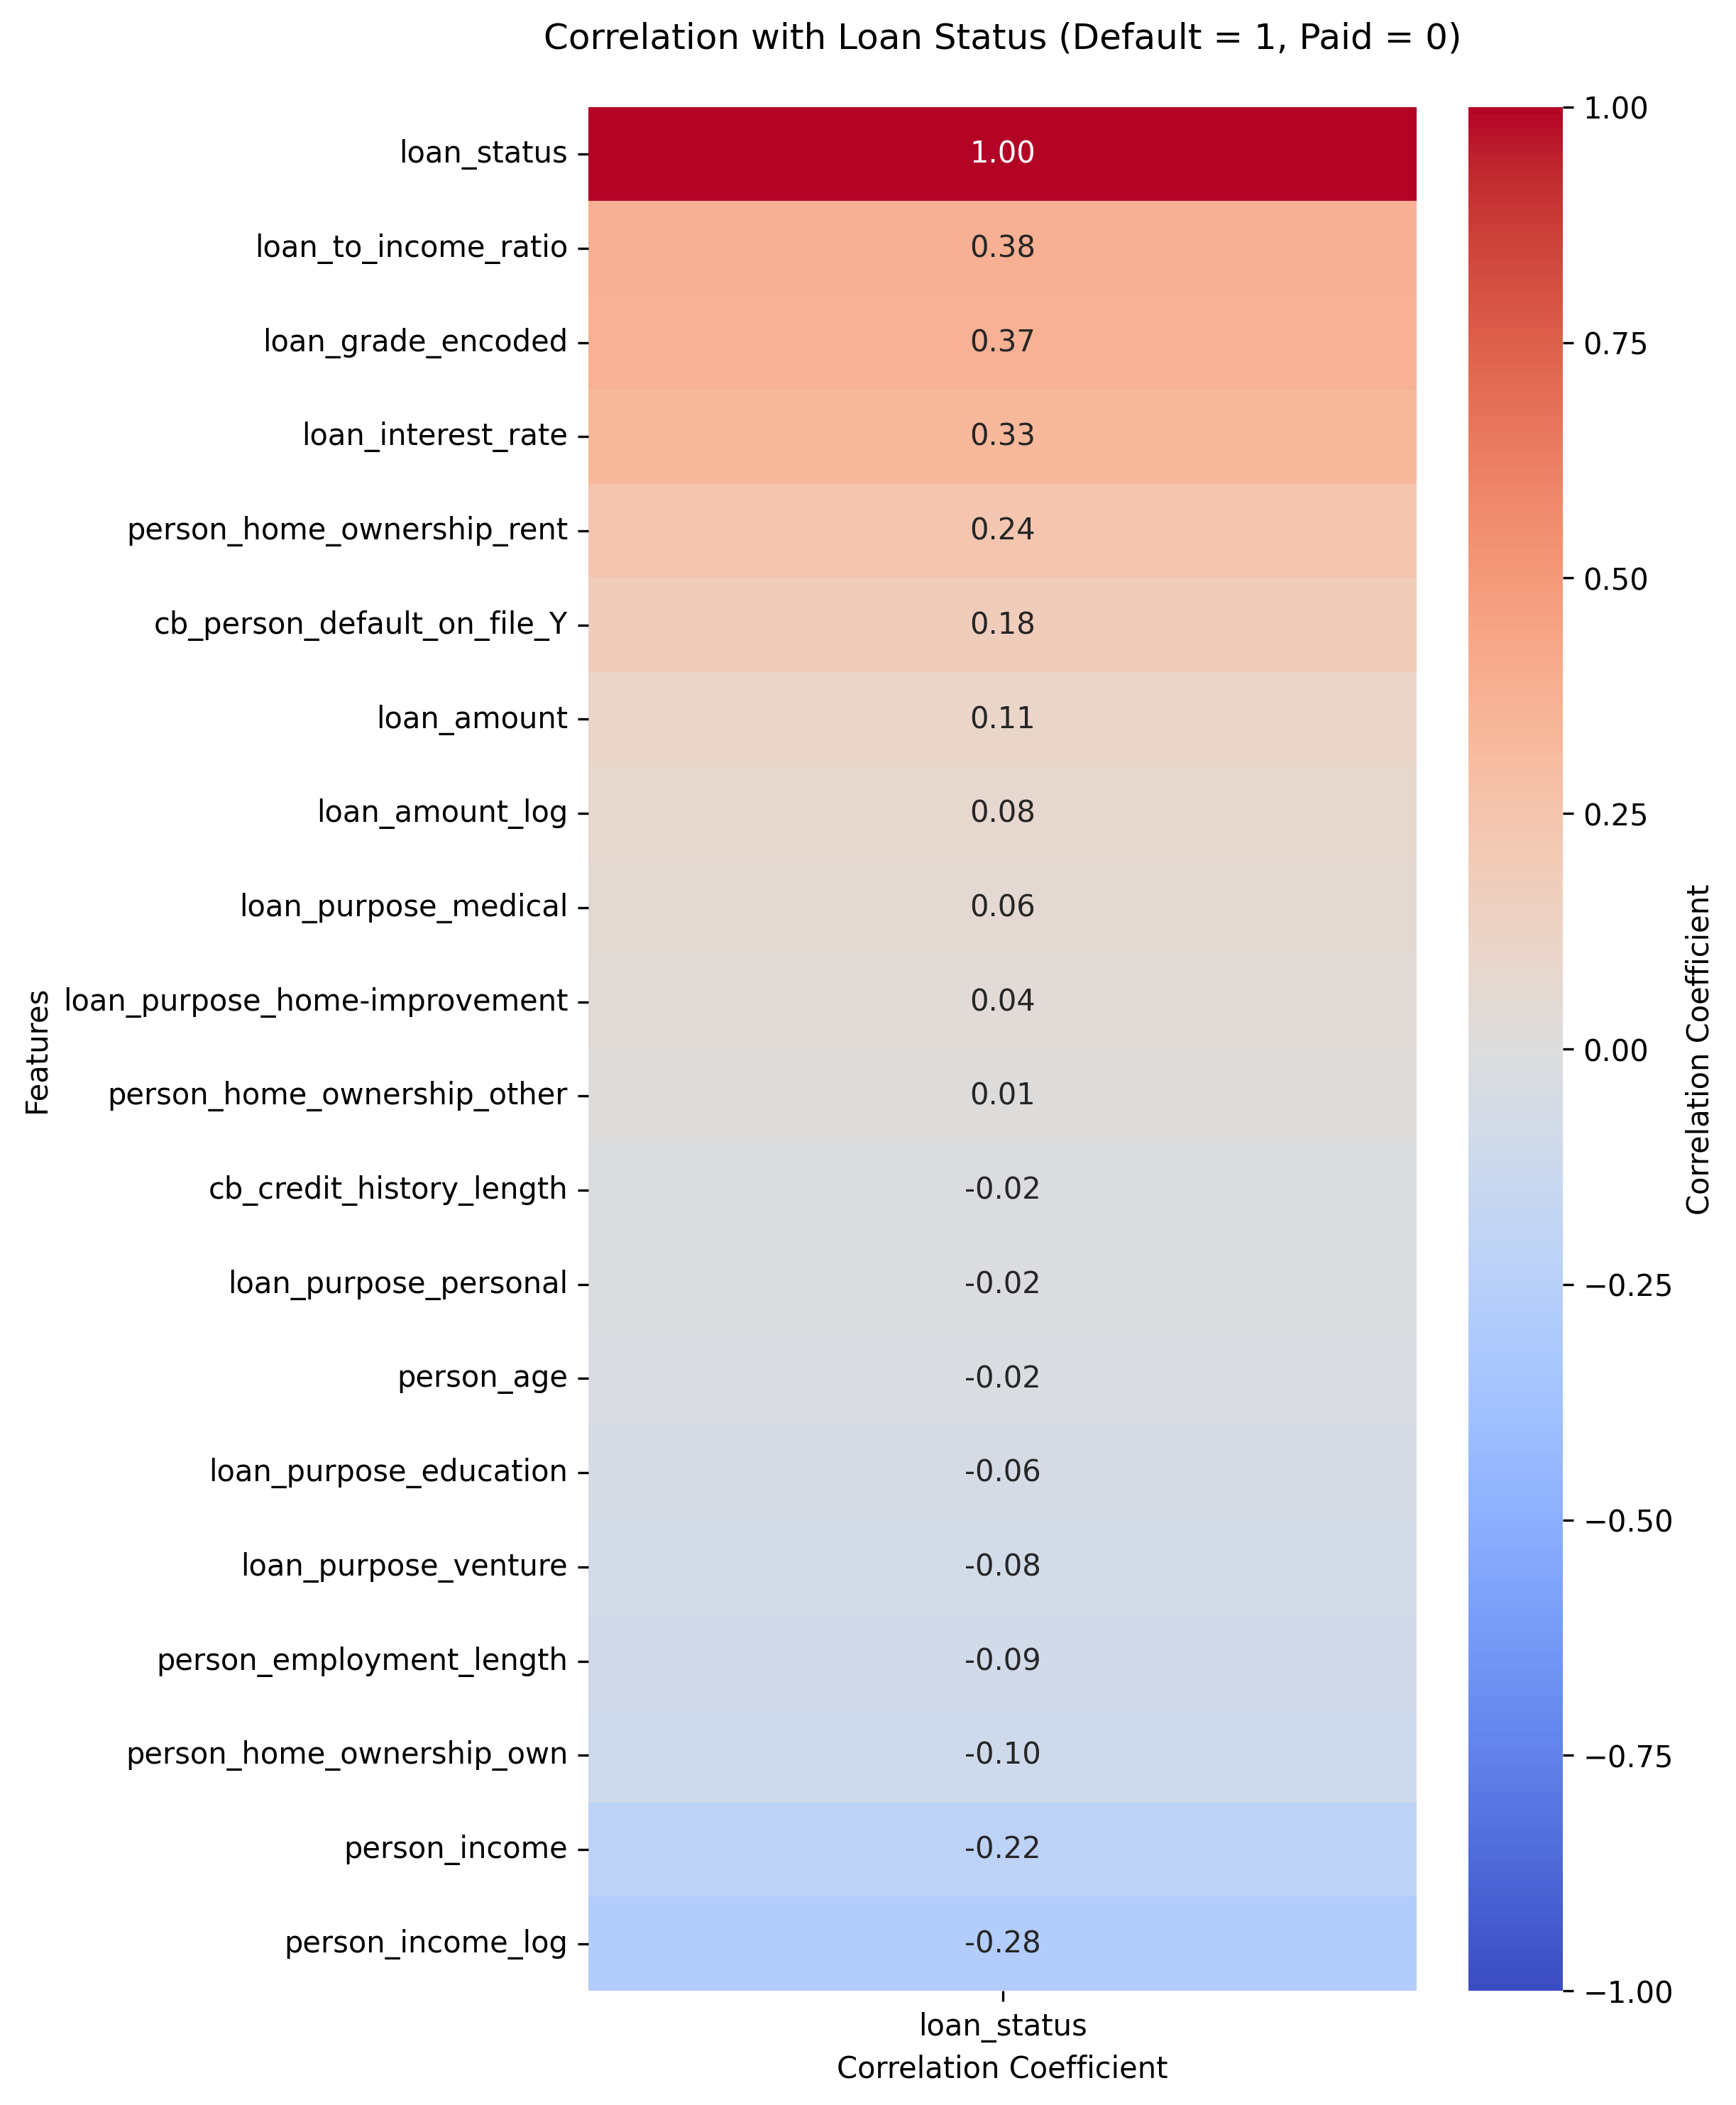 Correlation with Loan Status (Default = 1, Paid = 0)
loan_status 1.00
loan_to_income_ratio 0.38
loan_grade_encoded 0.37
loan_interest_rate 0.33
person_home_ownership_rent 0.24
cb_person_default_on_file_Y 0.18
loan_amount 0.11
loan_amount_log 0.08
loan_purpose_medical 0.06
loan_purpose_home-improvement 0.04
person_home_ownership_other 0.01
cb_credit_history_length -0.02
loan_purpose_personal -0.02
person_age -0.02
loan_purpose_education -0.06
loan_purpose_venture -0.08
person_employment_length -0.09
person_home_ownership_own -0.10
person_income -0.22
person_income_log -0.28
Features
loan_status
Correlation Coefficient
1.00
0.75
0.50
0.25
0.00
−0.25
−0.50
−0.75
−1.00
Correlation Coefficient